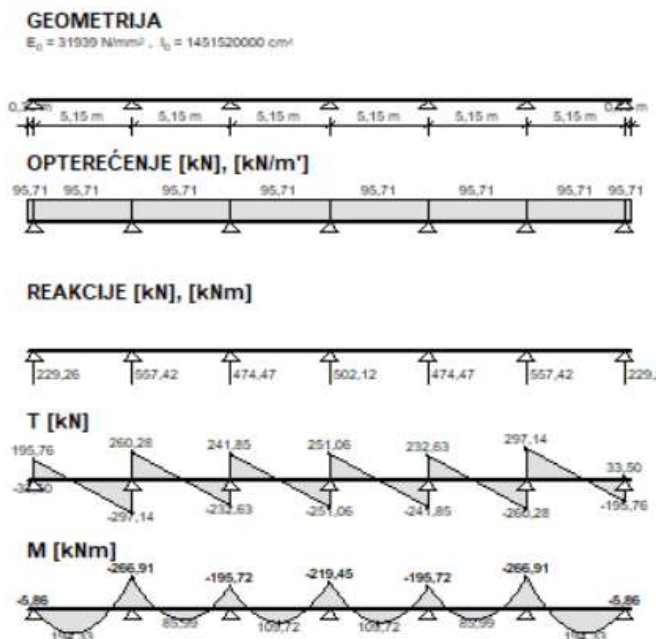 GEOMETRIJA
E₀ = 31939 N/mm² , I₀ = 1451520000 cm⁴
5,15 m 5,15 m 5,15 m 5,15 m 5,15 m 5,15 m
OPTEREĆENJE [kN], [kN/m']
95,71 95,71 95,71 95,71 95,71 95,71 95,71 95,71
REAKCIJE [kN], [kNm]
229,26 557,42 474,47 502,12 474,47 557,42 229,
T [kN]
195,76 260,28 241,85 251,06 232,63 297,14 33,50
-297,14 -232,63 -251,06 -241,85 -260,28 -195,76
M [kNm]
-266,91 -195,72 -219,45 -195,72 -266,91
-5,86 -5,86
85,99 109,72 109,72 85,99